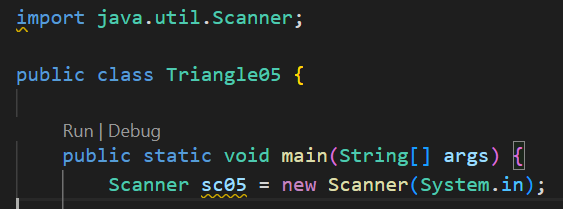 import java.util.Scanner;
public class Triangle05 {
Run | Debug
public static void main(String[] args) {
Scanner sc05 = new Scanner(System.in);